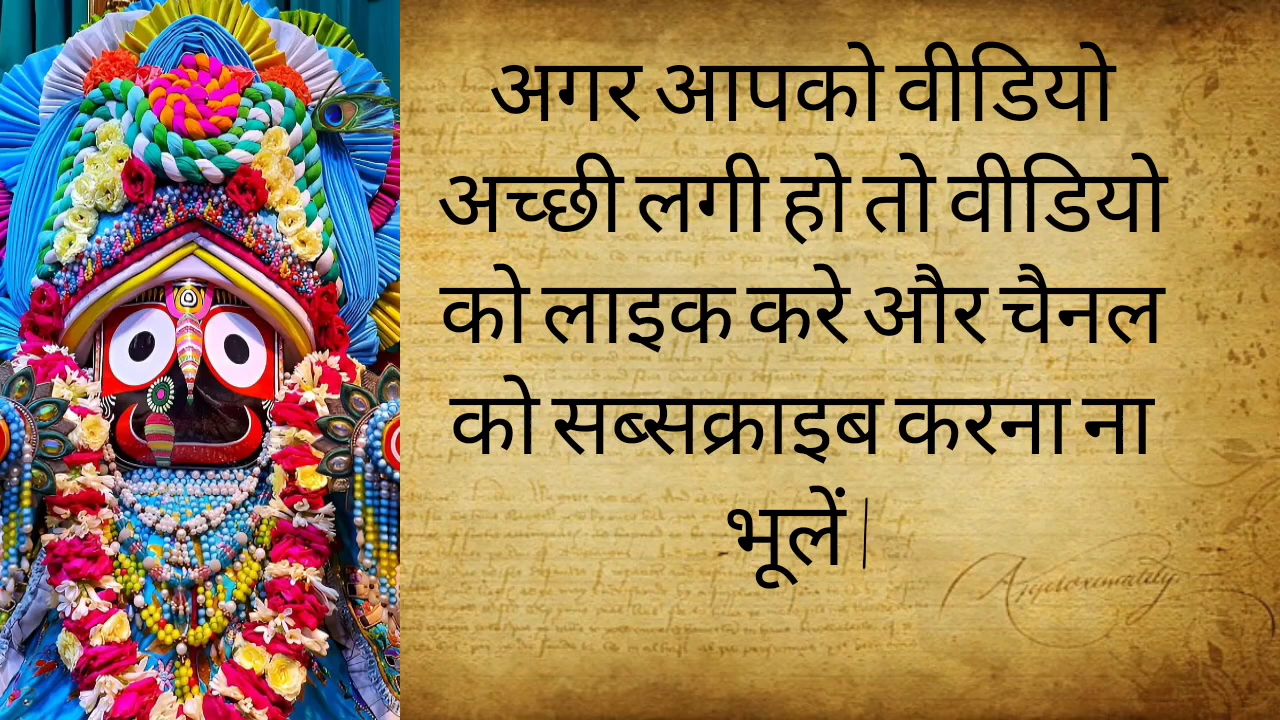 अगर आपको वीडियो
अच्छी लगी हो तो वीडियो
को लाइक करे और चैनल
को सब्सक्राइब करना ना
भूलें |